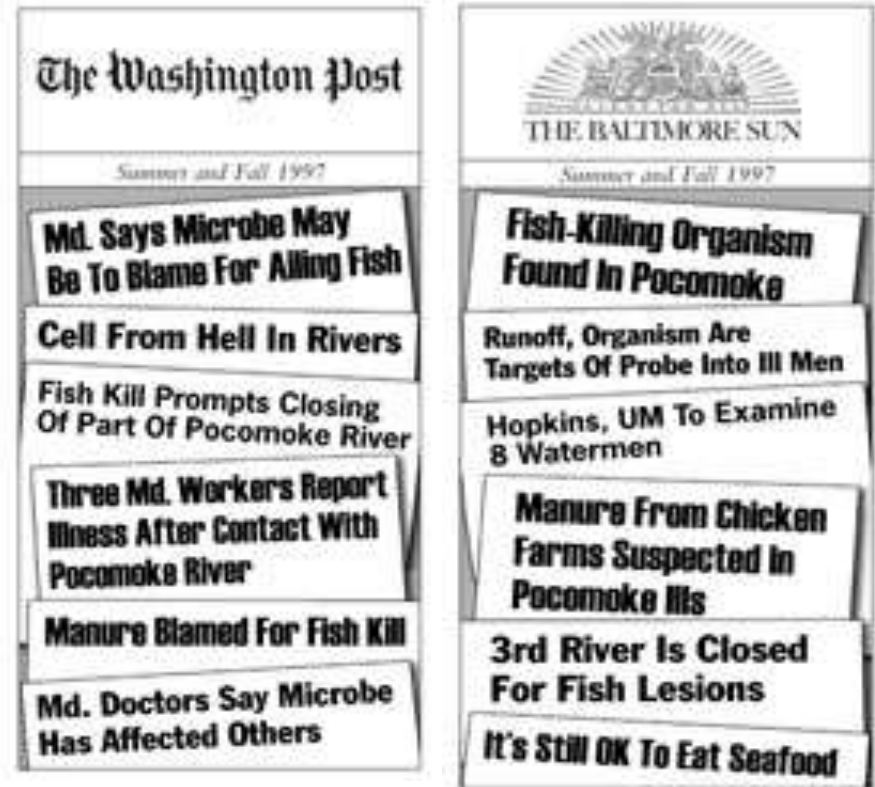 The Washington Post
Summer and Fall 1997
Md. Says Microbe May
Be To Blame For Ailing Fish
Cell From Hell In Rivers
Fish Kill Prompts Closing
Of Part Of Pocomoke River
Three Md. Workers Report
Illness After Contact With
Pocomoke River
Manure Blamed For Fish Kill
Md. Doctors Say Microbe
Has Affected Others
THE BALTIMORE SUN
Summer and Fall 1997
Fish-Killing Organism
Found In Pocomoke
Runoff, Organism Are
Targets Of Probe Into Ill Men
Hopkins, UM To Examine
8 Watermen
Manure From Chicken
Farms Suspected In
Pocomoke Ills
3rd River Is Closed
For Fish Lesions
It's Still OK To Eat Seafood